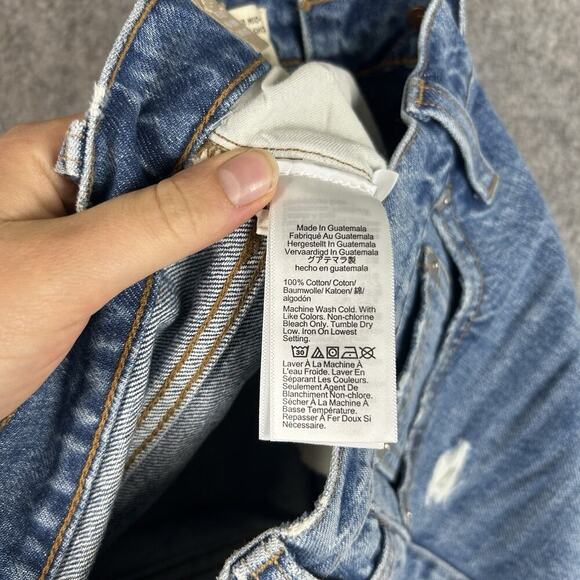 Made In Guatemala
Fabriqué Au Guatemala
Hergestellt In Guatemala
Vervaardigd In Guatemala
グアテマラ製
hecho en guatemala
100% Cotton/ Coton/
Baumwolle/ Katoen/ 綿/
algodón
Machine Wash Cold. With
Like Colors. Non-chlorine
Bleach Only. Tumble Dry
Low. Iron On Lowest
Setting.
30
Laver À La Machine À
L'eau Froide. Laver En
Séparant Les Couleurs.
Seulement Agent De
Blanchiment Non-chlore.
Sécher À La Machine À
Basse Température.
Repasser À Fer Doux Si
Nécessaire.